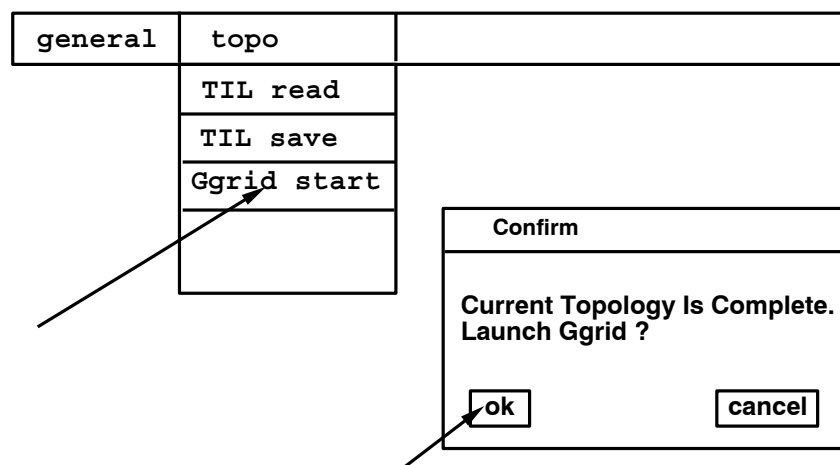 general topo
TIL read
TIL save
Ggrid start
Confirm
Current Topology Is Complete.
Launch Ggrid ?
ok cancel